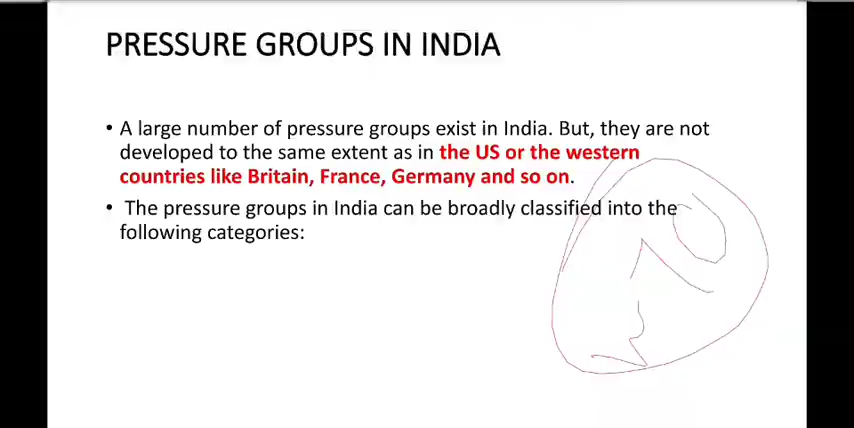 PRESSURE GROUPS IN INDIA
• A large number of pressure groups exist in India. But, they are not
developed to the same extent as in the US or the western
countries like Britain, France, Germany and so on.
• The pressure groups in India can be broadly classified into the
following categories: